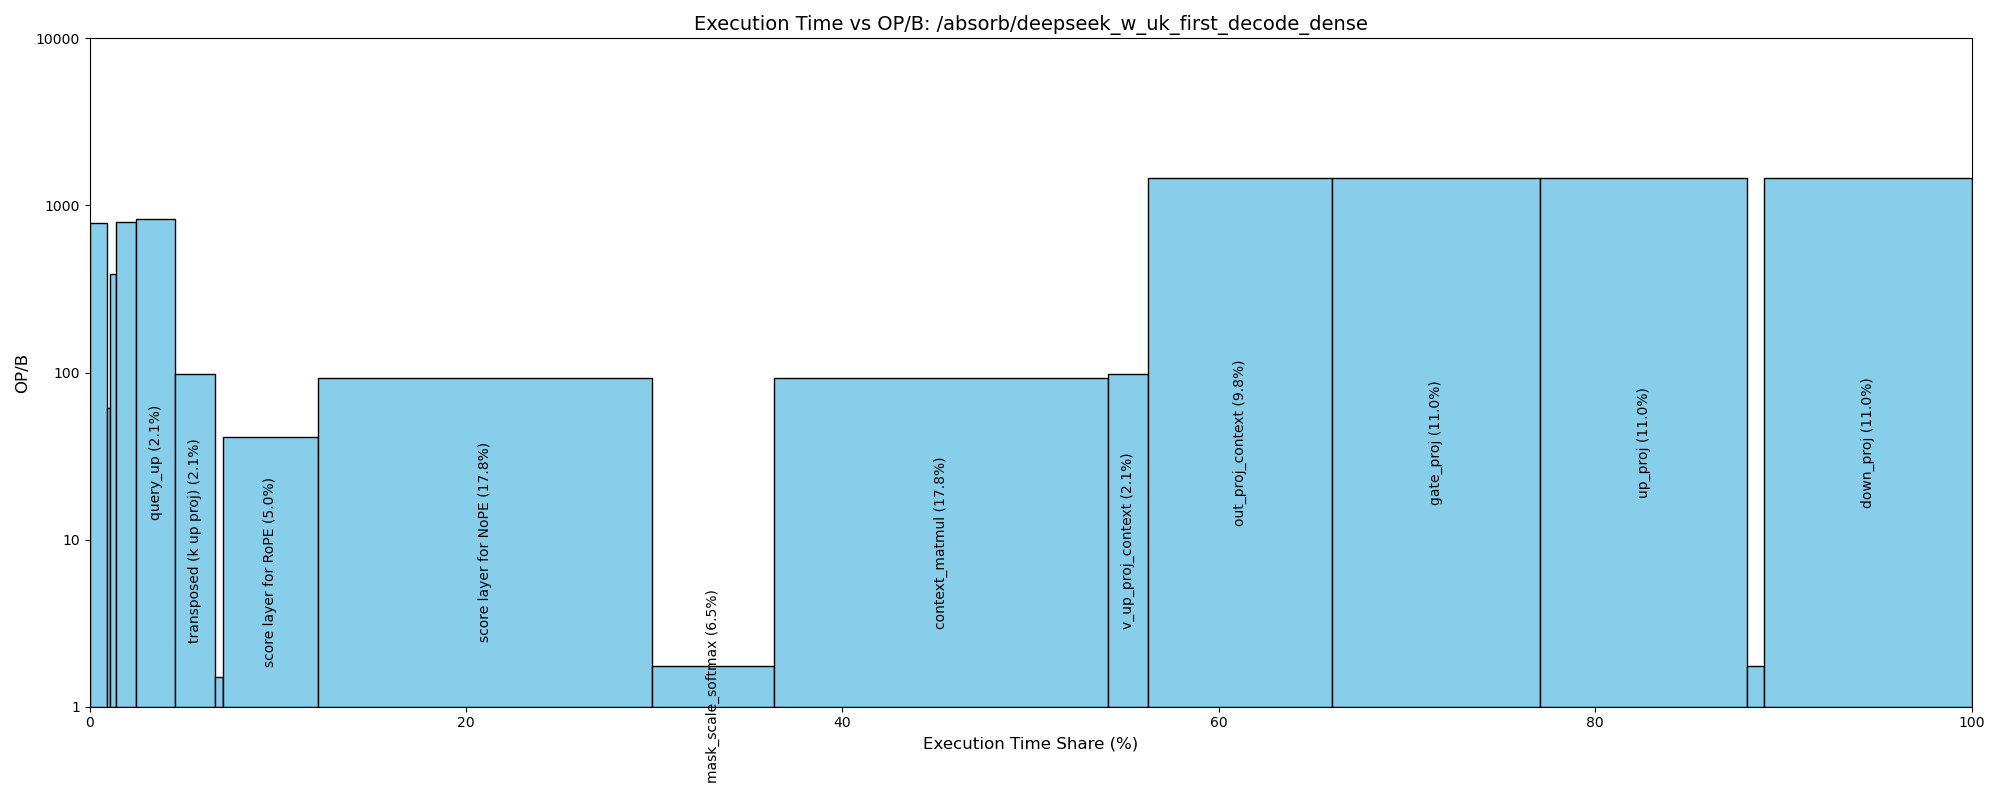 Execution Time vs OP/B: /absorb/deepseek_w_uk_first_decode_dense
OP/B
10000
1000
100
10
1
query_up (2.1%)
transposed (k up proj) (2.1%)
score layer for RoPE (5.0%)
score layer for NoPE (17.8%)
mask_scale_softmax (6.5%)
context_matmul (17.8%)
v_up_proj_context (2.1%)
out_proj_context (9.8%)
gate_proj (11.0%)
up_proj (11.0%)
down_proj (11.0%)
0
20
40
60
80
100
Execution Time Share (%)